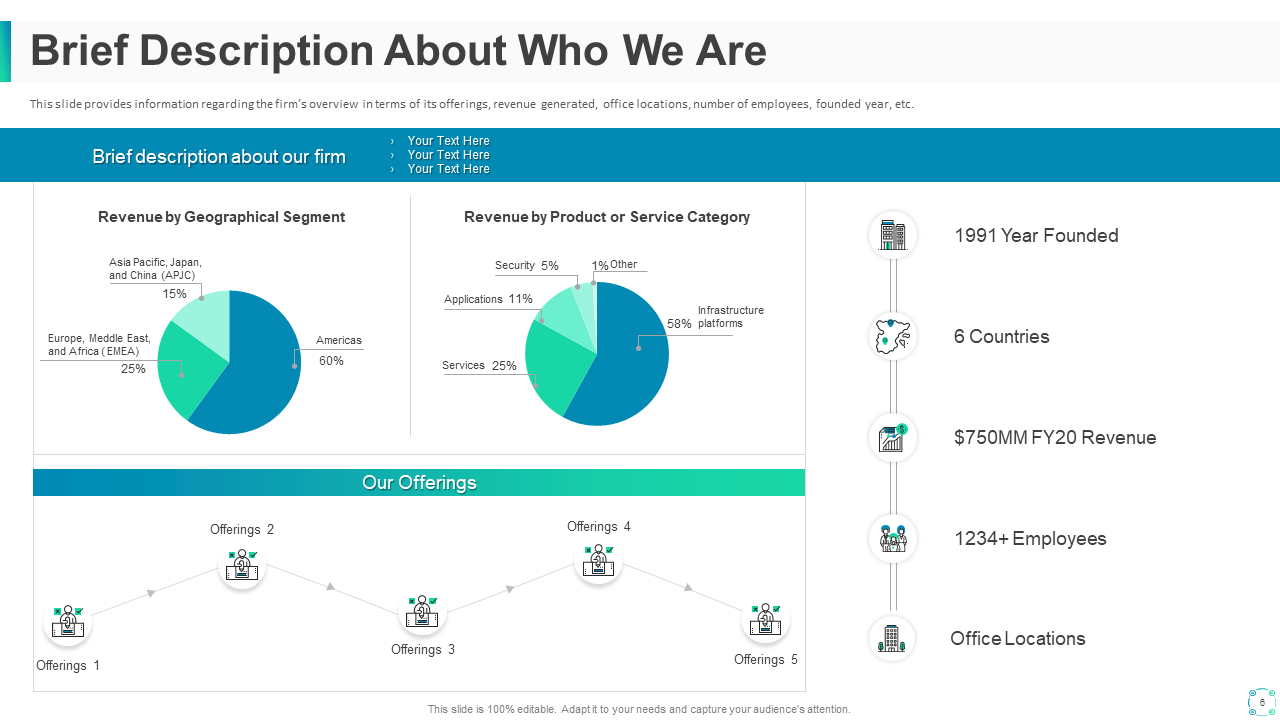 Brief Description About Who We Are
This slide provides information regarding the firm's overview in terms of its offerings, revenue generated, office locations, number of employees, founded year, etc.
Brief description about our firm
› Your Text Here
› Your Text Here
› Your Text Here
Revenue by Geographical Segment
Asia Pacific, Japan,
and China (APJC)
15%
Europe, Meddle East,
and Africa (EMEA)
25%
Americas
60%
Revenue by Product or Service Category
Security 5%
1% Other
Applications 11%
Infrastructure
platforms
58%
Services 25%
1991 Year Founded
6 Countries
$750MM FY20 Revenue
1234+ Employees
Office Locations
Our Offerings
Offerings 1
Offerings 2
Offerings 3
Offerings 4
Offerings 5
This slide is 100% editable. Adapt it to your needs and capture your audience's attention.
6